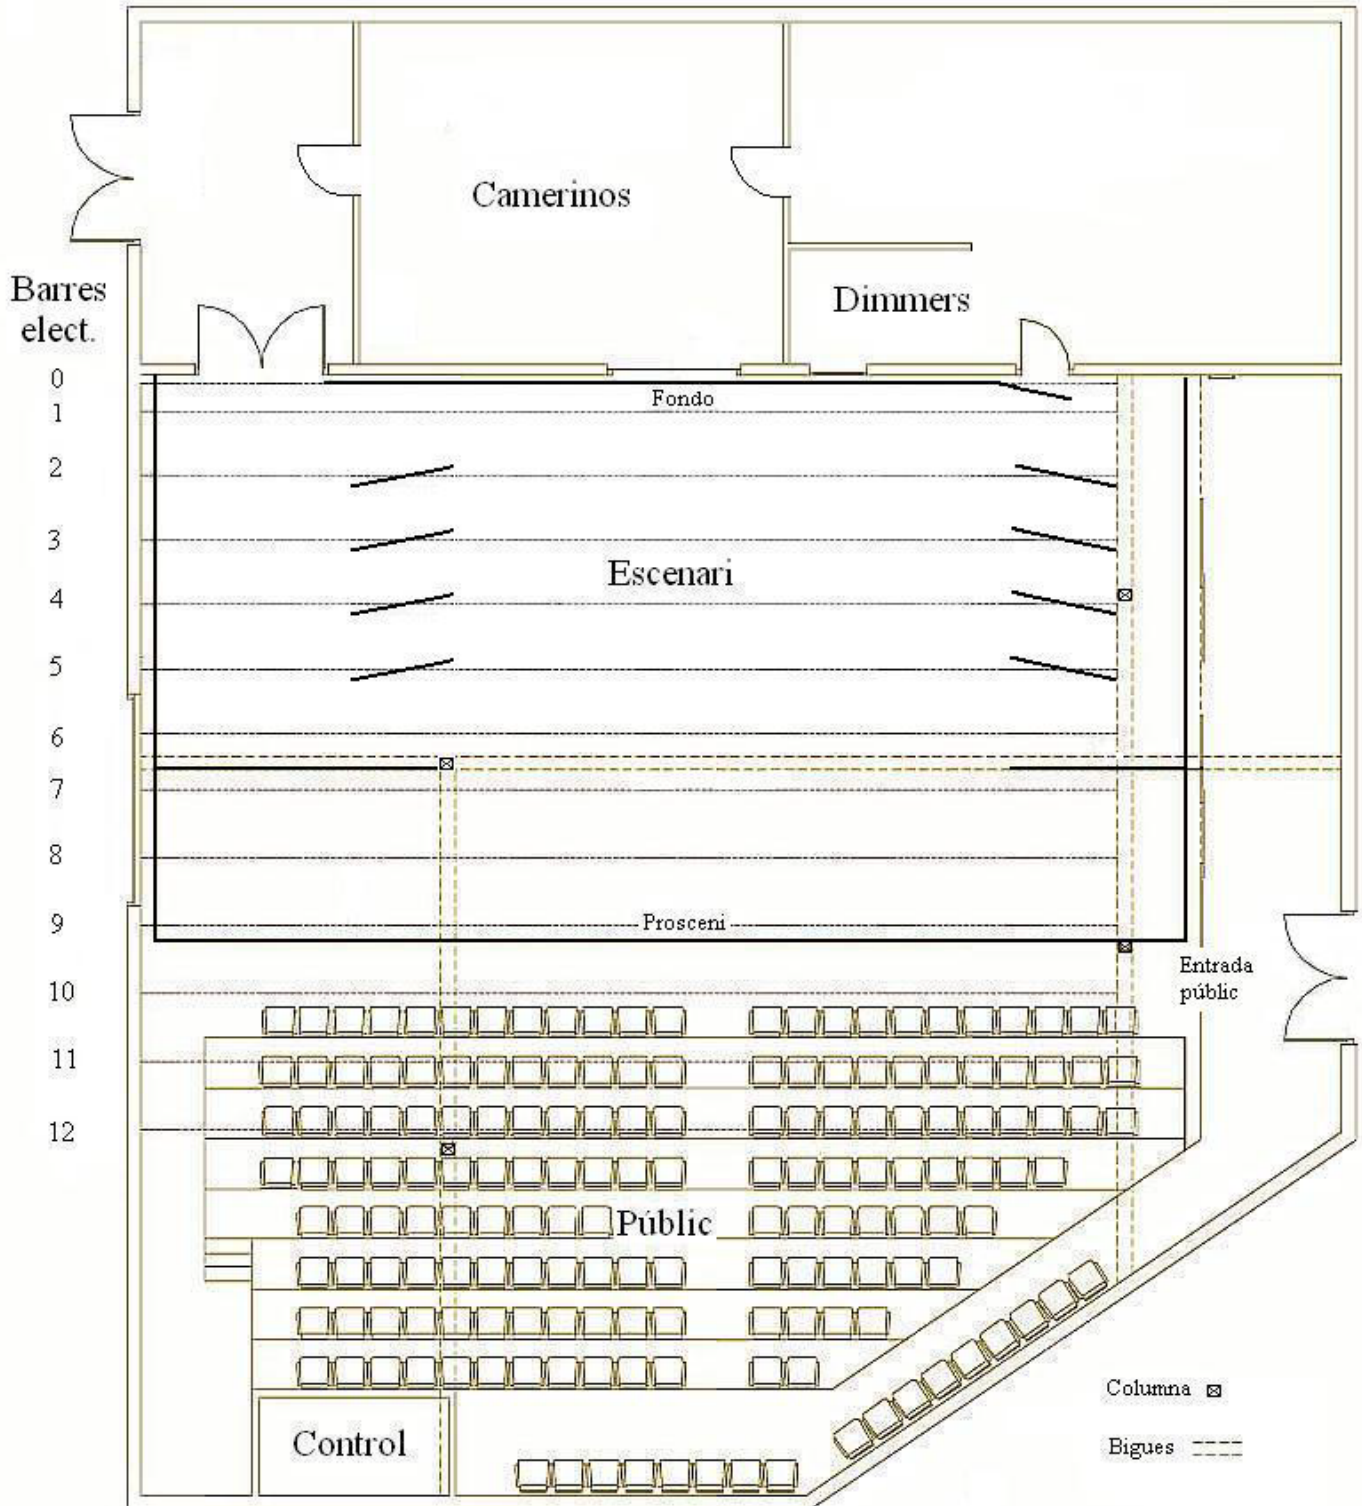 Camerinos
Barres
elect.
Dimmers
0
Fondo
1
2
3
Escenari
4
5
6
7
8
9
Prosceni
Entrada
públic
10
11
12
Públic
Columna
Control
Bigues